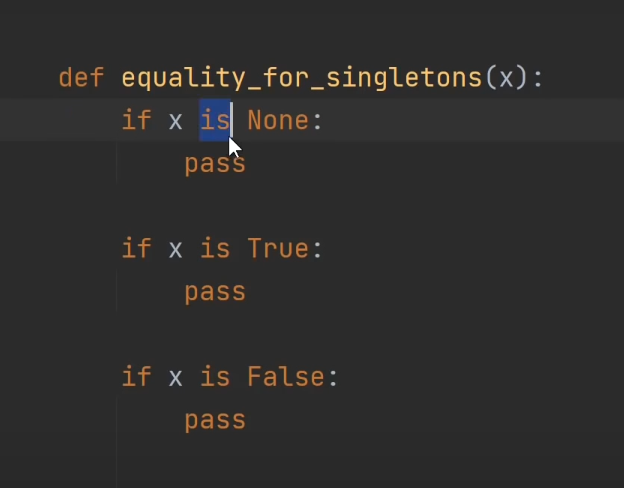 def equality_for_singletons(x):
    if x is None:
        pass
    if x is True:
        pass
    if x is False:
        pass